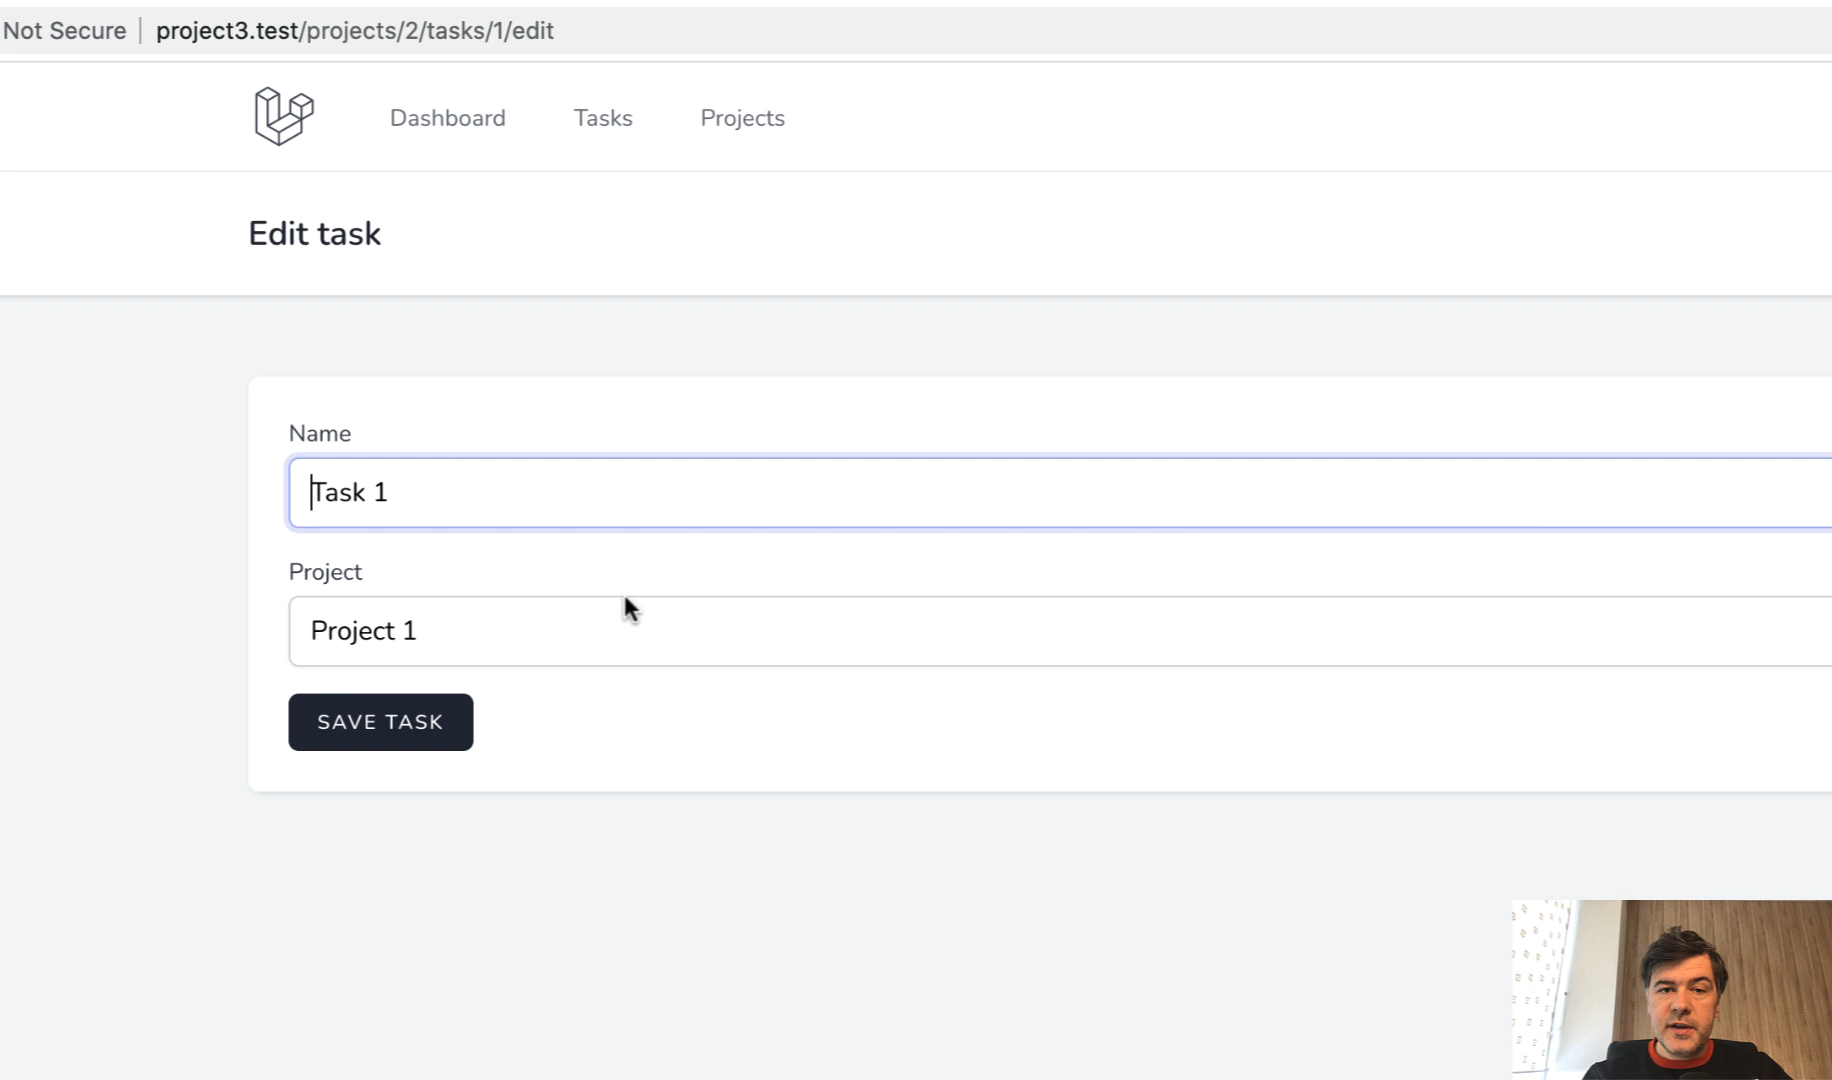 Not Secure | project3.test/projects/2/tasks/1/edit
Dashboard Tasks Projects
Edit task
Name
Task 1
Project
Project 1
SAVE TASK